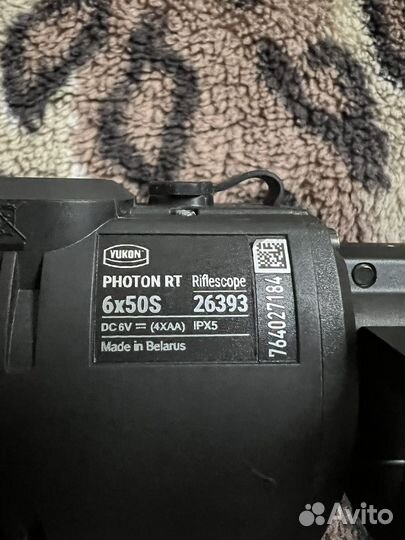 YUKON
PHOTON RT Riflescope
6x50S 26393
DC 6V ⎓ (4XAA) IPX5
Made in Belarus
764027184
Avito